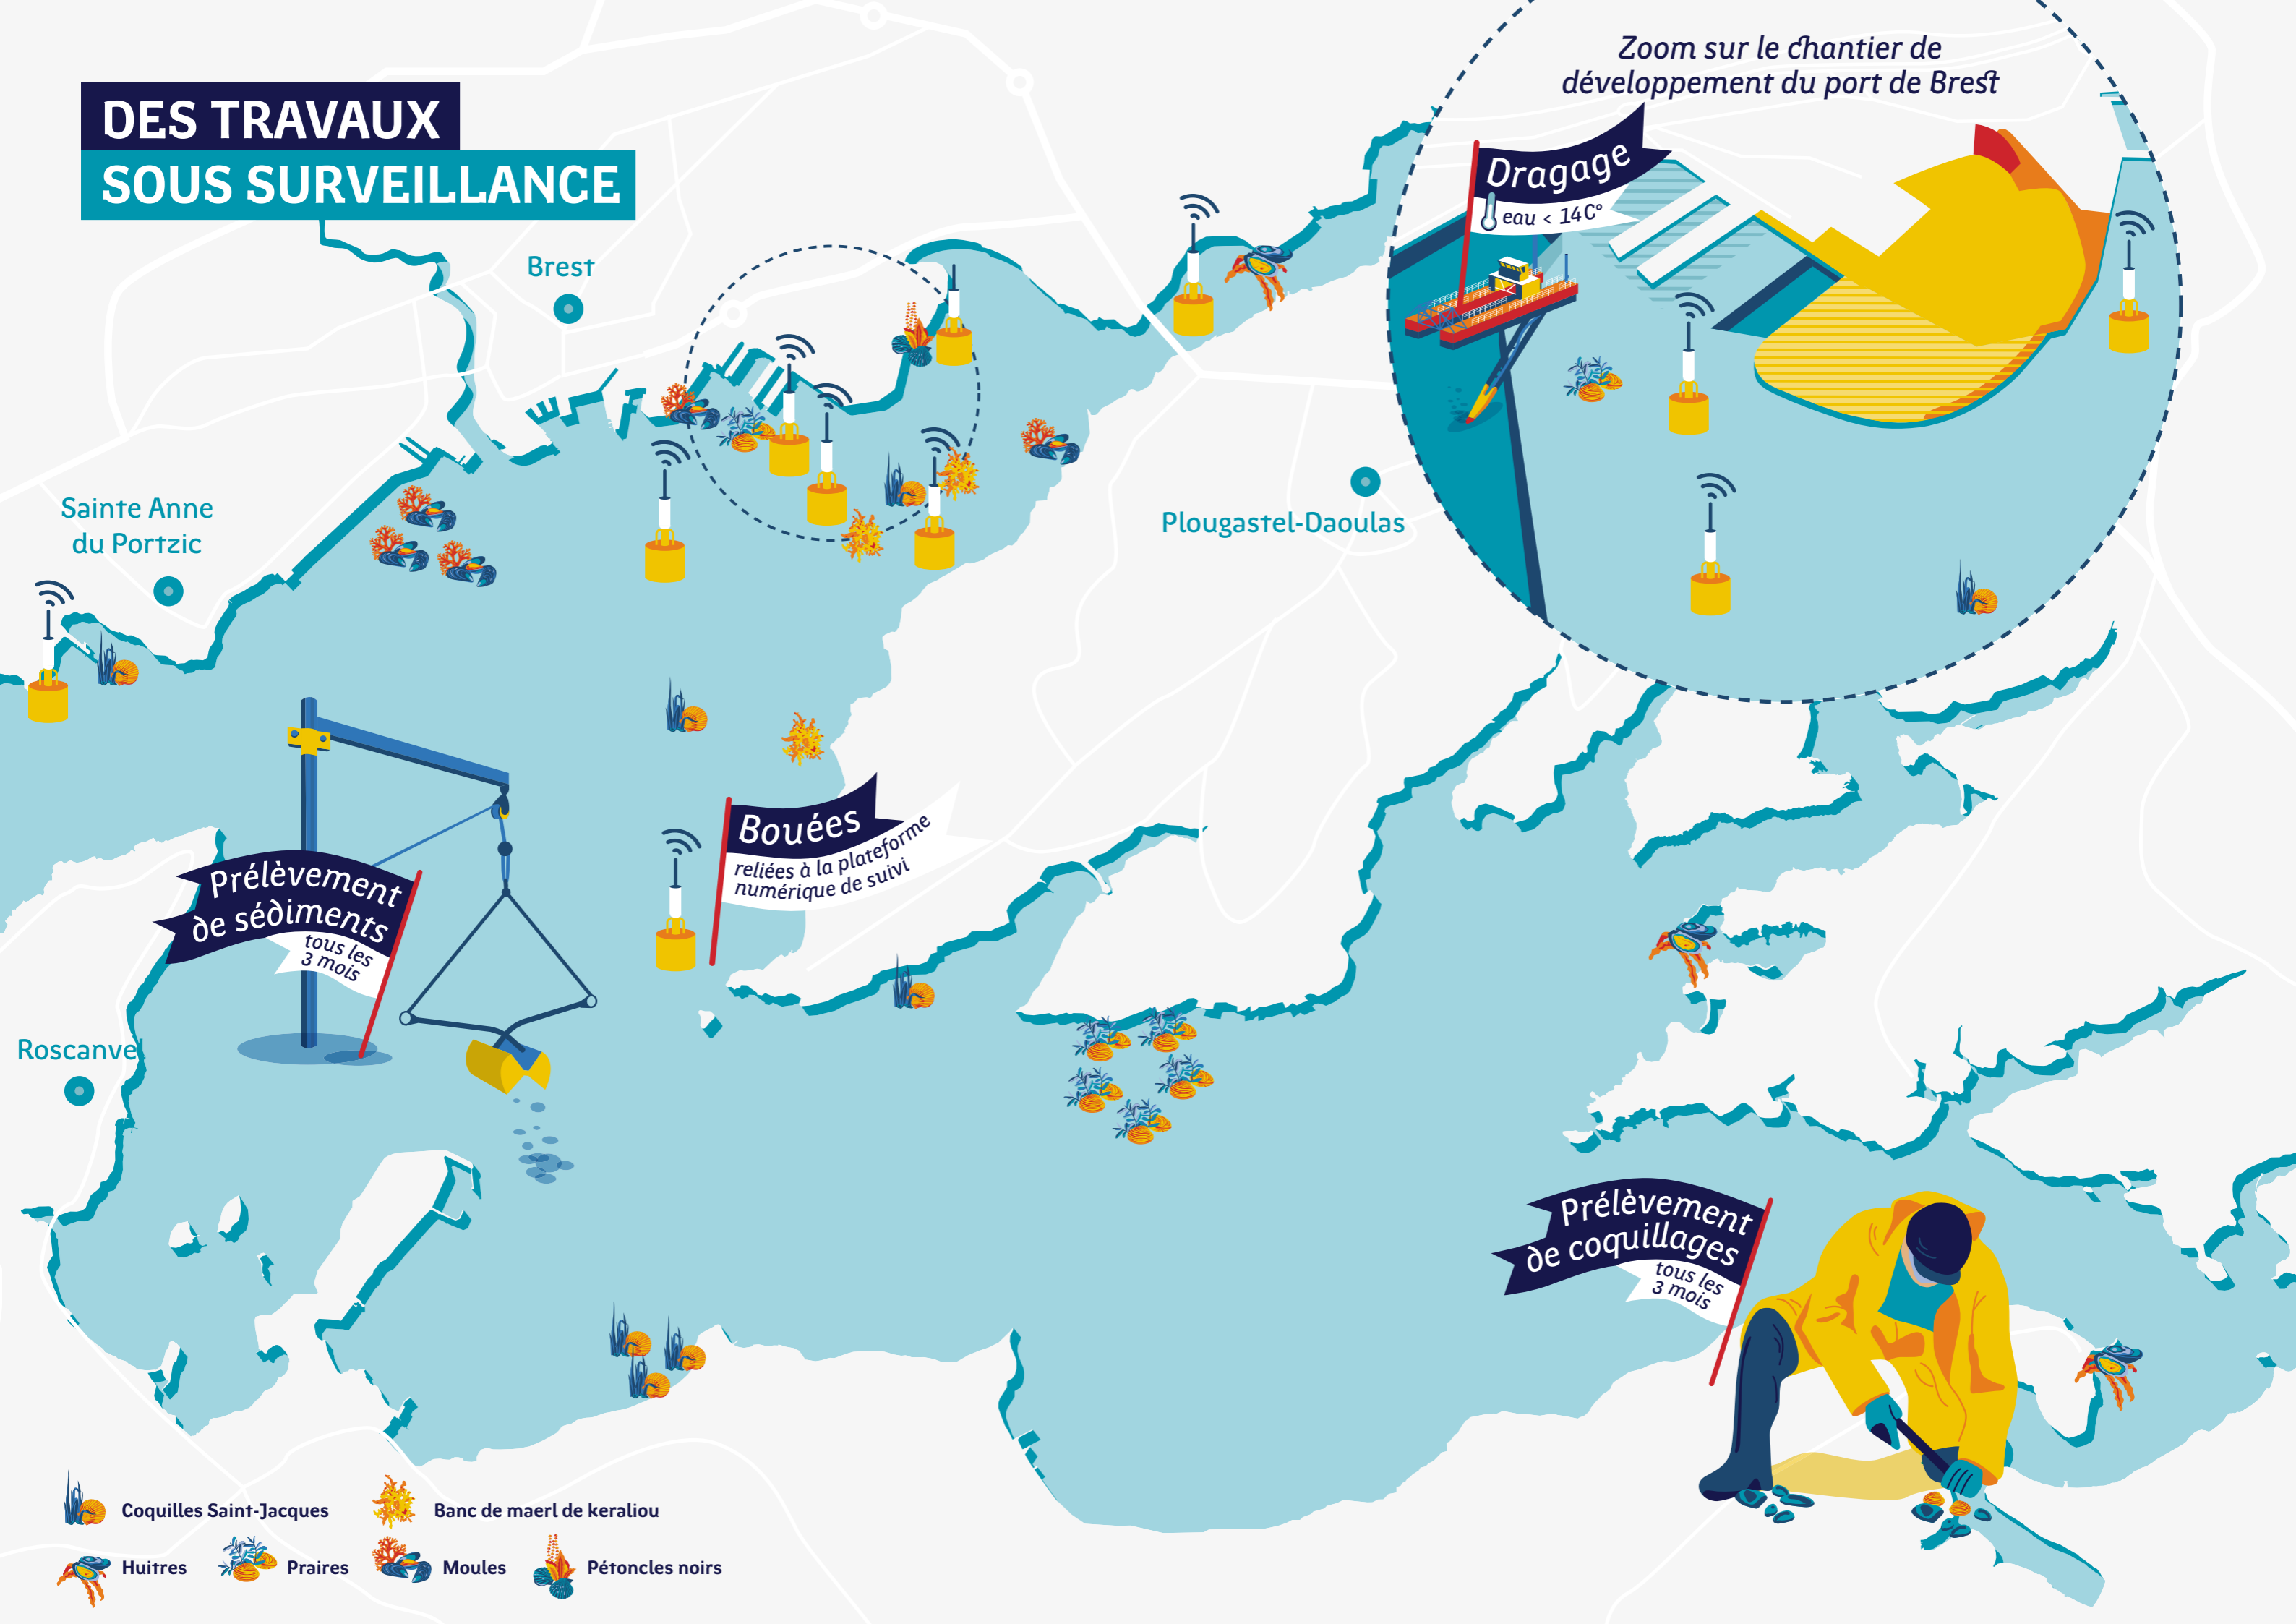 DES TRAVAUX
SOUS SURVEILLANCE
Zoom sur le chantier de
développement du port de Brest
Dragage
eau < 14C°
Brest
Sainte Anne
du Portzic
Plougastel-Daoulas
Bouées
reliées à la plateforme
numérique de suivi
Prélèvement
de sédiments
tous les
3 mois
Roscanvel
Prélèvement
de coquillages
tous les
3 mois
Coquilles Saint-Jacques
Banc de maerl de keraliou
Huitres
Praires
Moules
Pétoncles noirs